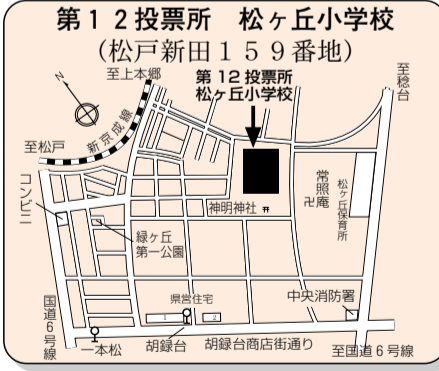 第１２投票所　松ヶ丘小学校
（松戸新田１５９番地）
至上本郷
第12投票所
松ヶ丘小学校
至稔台
N
新京成線
至松戸
コンビニ
常照庵
卍
松ヶ丘保育所
神明神社
緑ヶ丘
第一公園
県営住宅
1
2
中央消防署
国道6号線
一本松
胡録台
胡録台商店街通り
至国道6号線